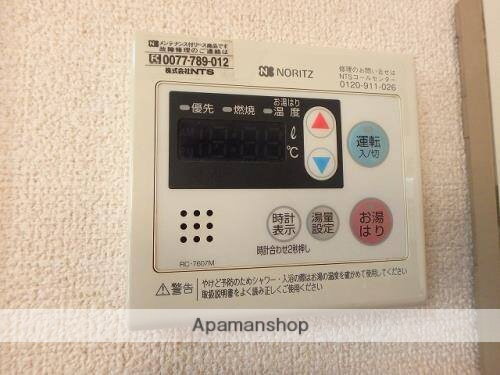 メンテナンス付リース商品です
故障修理のご連絡は
0077-789-012
株式会社NTS
NORITZ
修理のお問い合せは
NTSコールセンター
0120-911-026
優先 燃焼 お湯はり温度
ℓ
℃
運転
入/切
時計
表示
湯量
設定
お湯
はり
時計合わせ2秒押し
RC-7607M
警告 やけど予防のためシャワー・入浴の際はお湯の温度を確かめて使用してください
取扱説明書をよく読み正しくご使用ください
Apamanshop